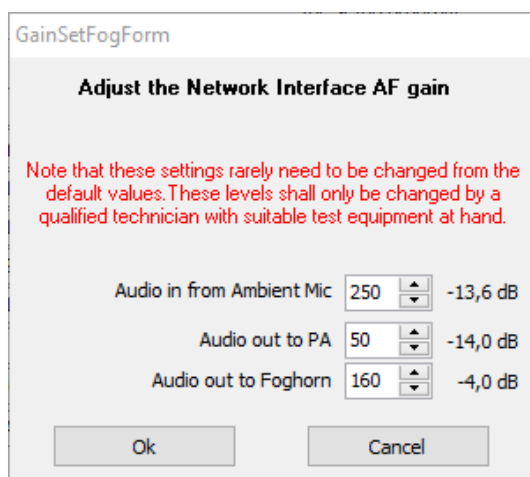 GainSetFogForm
Adjust the Network Interface AF gain
Note that these settings rarely need to be changed from the
default values.These levels shall only be changed by a
qualified technician with suitable test equipment at hand.
Audio in from Ambient Mic 250 -13,6 dB
Audio out to PA 50 -14,0 dB
Audio out to Foghorn 160 -4,0 dB
Ok Cancel